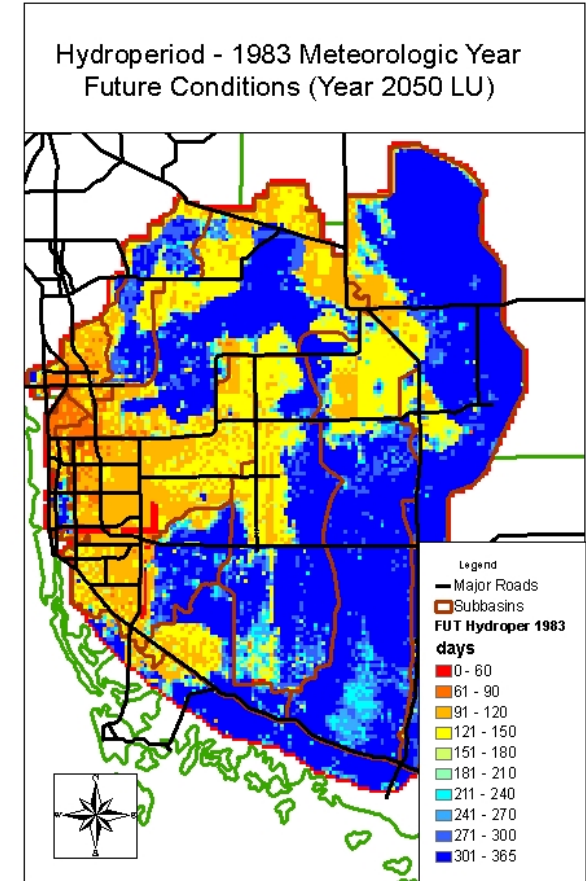 Hydroperiod - 1983 Meteorologic Year
Future Conditions (Year 2050 LU)
Legend
Major Roads
Subbasins
FUT Hydroper 1983
days
0 - 60
61 - 90
91 - 120
121 - 150
151 - 180
181 - 210
211 - 240
241 - 270
271 - 300
301 - 365